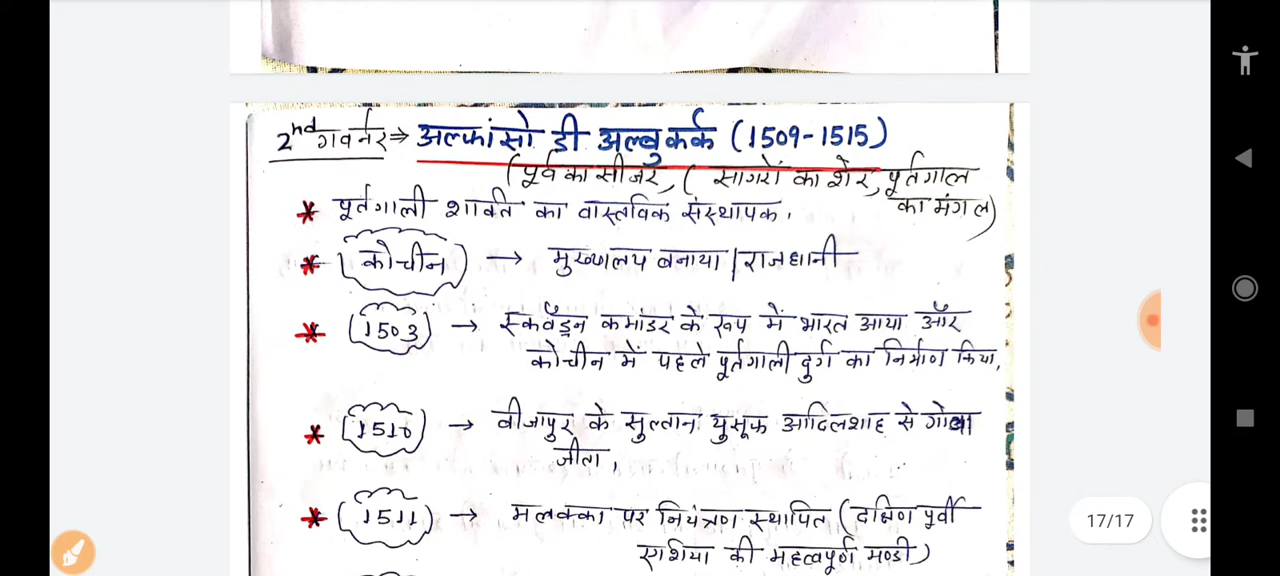 2nd गवर्नर ⇒ अल्फांसो डी अल्बुकर्क (1509-1515)
(पूर्व का सीजर, ( सागरों का शेर, पूर्तगाल
का मंगल)
* पूर्तगाली शक्ति का वास्तविक संस्थापक.
* कोचीन → मुख्यालय बनाया/राजधानी
* 1503 → स्क्वॅड्रन कमांडर के रूप में भारत आया और
कोचीन में पहले पूर्तगाली दुर्ग का निर्माण किया,
* 1510 → बीजापुर के सुल्तान युसूफ आदिलशाह से गोवा
जीता,
* 1511 → मलक्का पर नियंत्रण स्थापित (दक्षिण पूर्वी
एशिया की महत्वपूर्ण मण्डी)
17/17